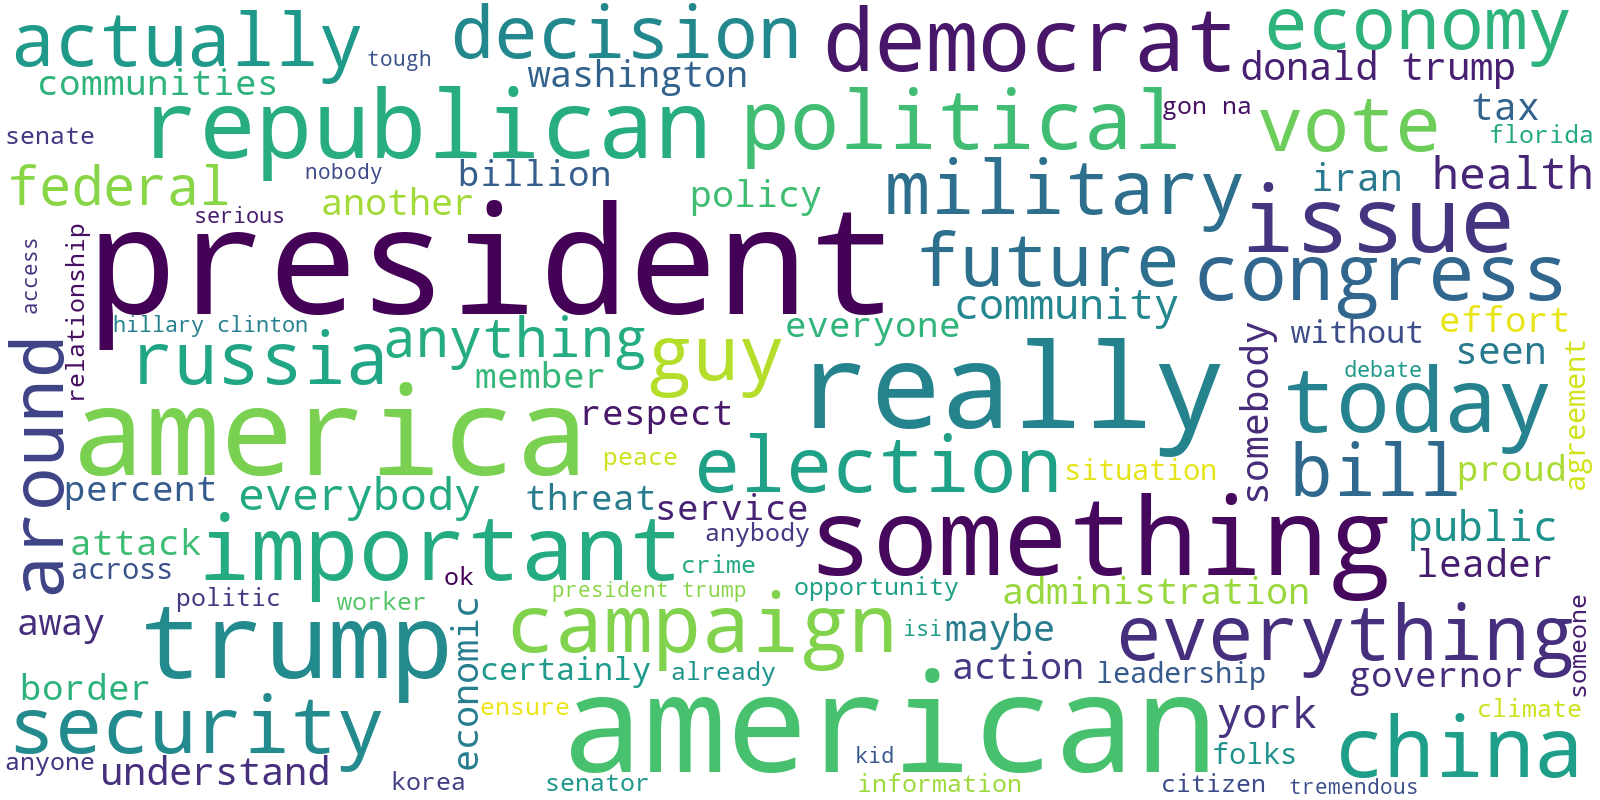 actually
tough
decision
democrat
economy
communities
washington
donald trump
republican
political
gon na
vote
tax
florida
senate
federal
nobody
billion
another
policy
military
iran
health
serious
issue
access
relationship
president
future
congress
community
hillary clinton
anything
everyone
without
effort
around
russia
guy
member
really
somebody
seen
debate
today
agreement
america
respect
peace
election
situation
bill
proud
percent
everybody
threat
service
anybody
something
public
leader
attack
across
important
ok
crime
president trump
opportunity
administration
politic
worker
away
trump
economic
campaign
isi
maybe
everything
someone
certainly
already
action
leadership
governor
border
security
ensure
american
york
climate
folks
china
anyone
understand
korea
senator
kid
information
citizen
tremendous